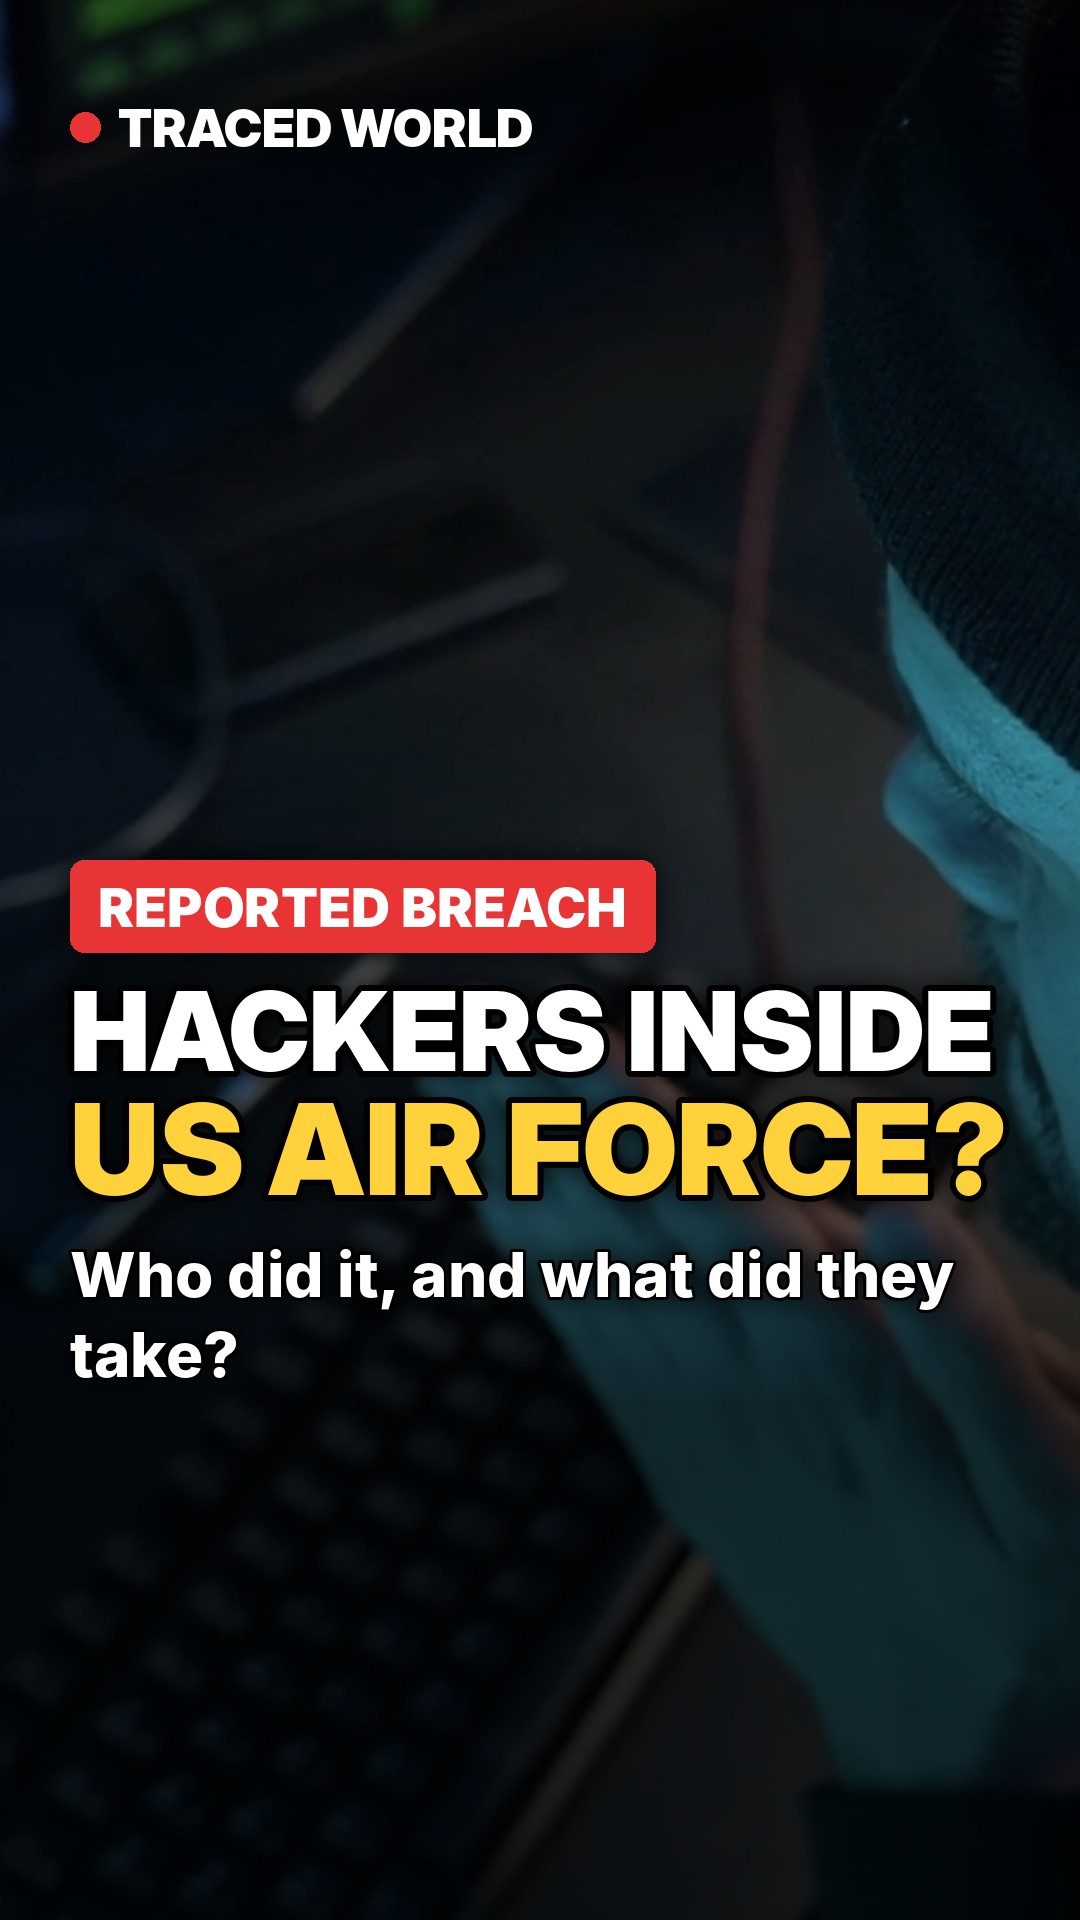 TRACED WORLD
REPORTED BREACH
HACKERS INSIDE
US AIR FORCE?
Who did it, and what did they
take?